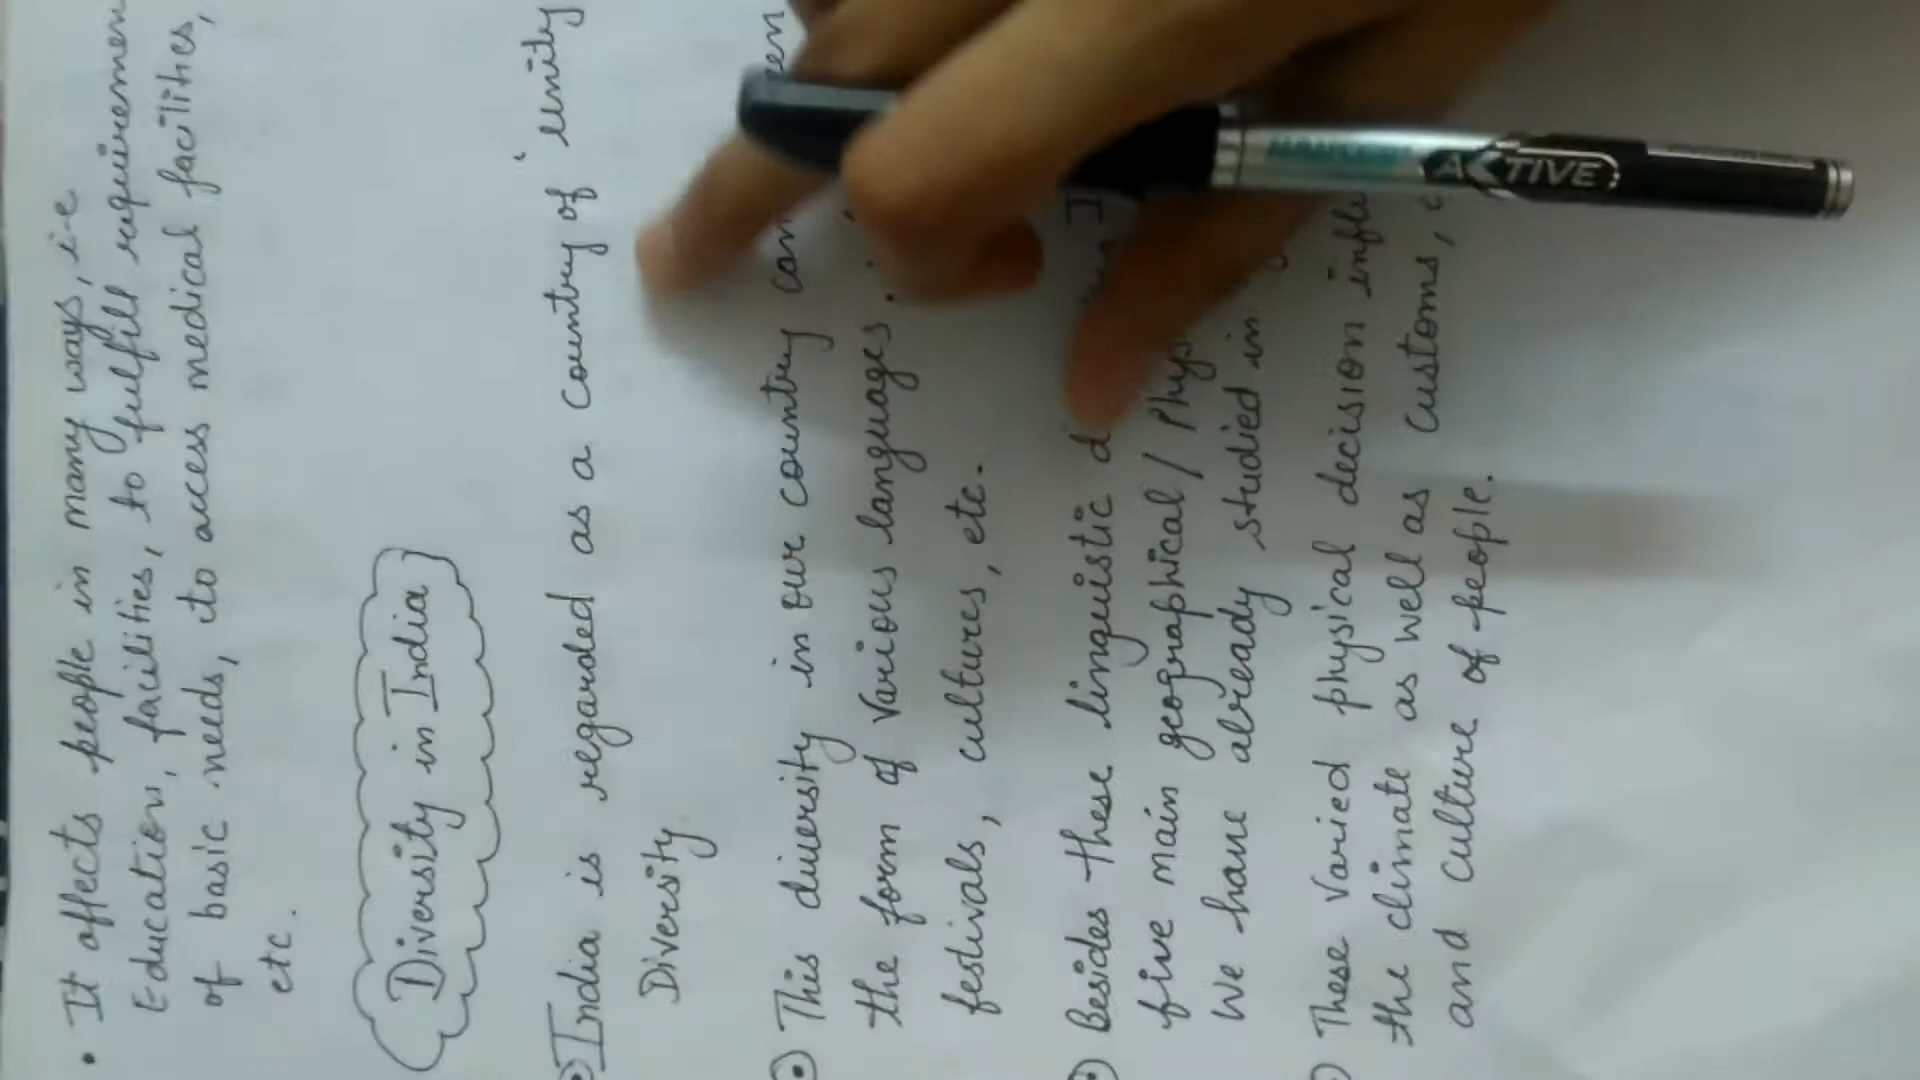 • It affects people in many ways, i.e
Education, facilities, to fulfill
of basic needs, to access medical facilities,
etc.
Diversity in India
India is regarded as a country of 'unity
Diversity
This diversity in our country can
the form of various languages
festivals, cultures, etc.
Besides these linguistic
five main geographical /
We have already studied in
These varied physical decision
the climate as well as customs,
and culture of people.
ACTIVE